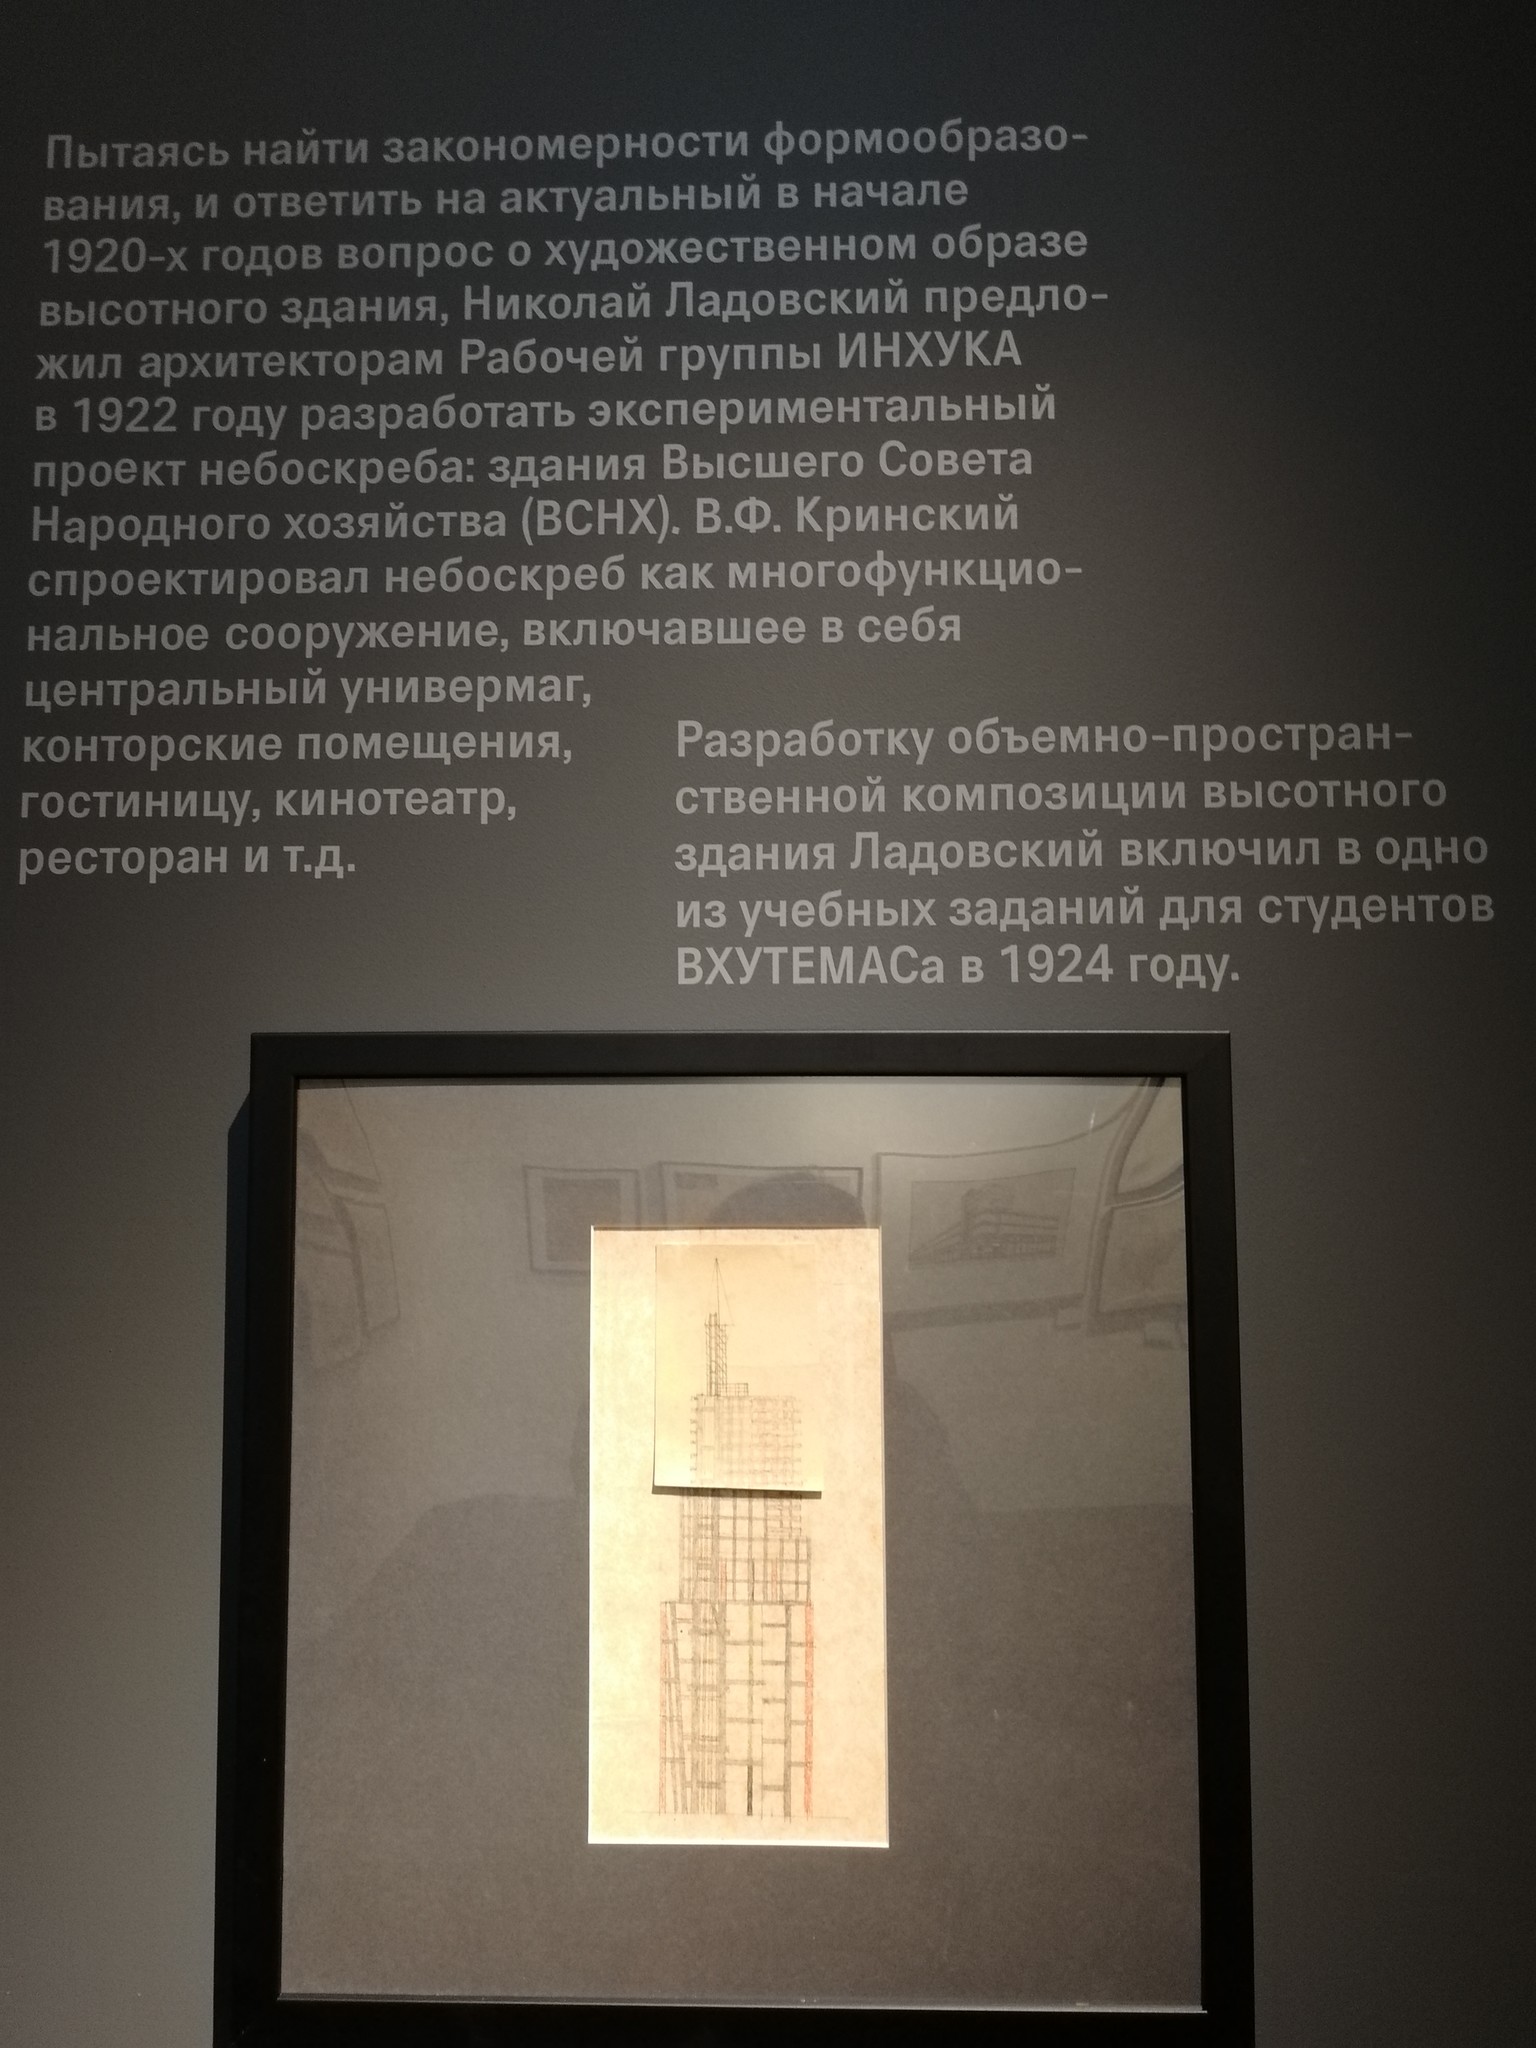 Пытаясь найти закономерности формообразо-
вания, и ответить на актуальный в начале
1920-х годов вопрос о художественном образе
высотного здания, Николай Ладовский предло-
жил архитекторам Рабочей группы ИНХУКА
в 1922 году разработать экспериментальный
проект небоскреба: здания Высшего Совета
Народного хозяйства (ВСНХ). В.Ф. Кринский
спроектировал небоскреб как многофункцио-
нальное сооружение, включавшее в себя
центральный универмаг,
конторские помещения,
гостиницу, кинотеатр,
ресторан и т.д.
Разработку объемно-простран-
ственной композиции высотного
здания Ладовский включил в одно
из учебных заданий для студентов
ВХУТЕМАСа в 1924 году.